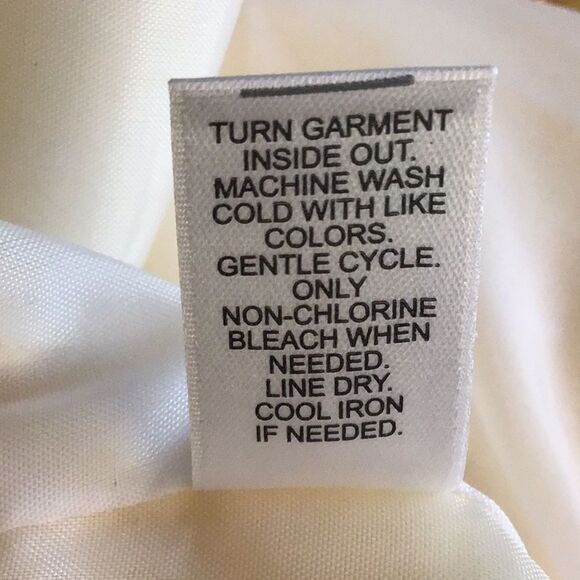 TURN GARMENT
INSIDE OUT.
MACHINE WASH
COLD WITH LIKE
COLORS.
GENTLE CYCLE.
ONLY
NON-CHLORINE
BLEACH WHEN
NEEDED.
LINE DRY.
COOL IRON
IF NEEDED.